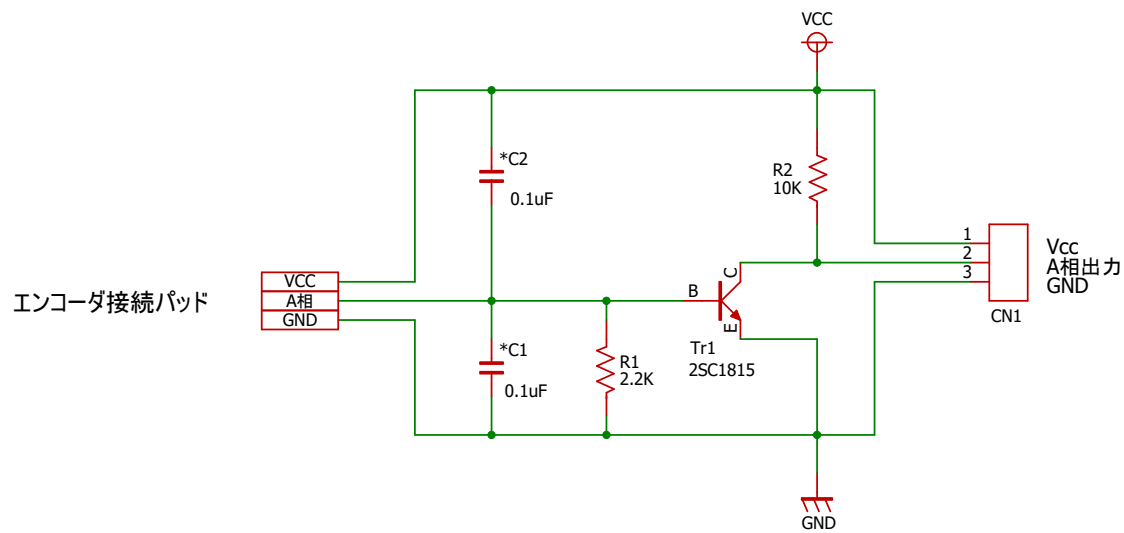 VCC
*C2
0.1uF
R2
10K
1
2
3
Vcc
A相出力
GND
CN1
エンコーダ接続パッド
VCC
A相
GND
B
C
E
Tr1
2SC1815
*C1
0.1uF
R1
2.2K
GND